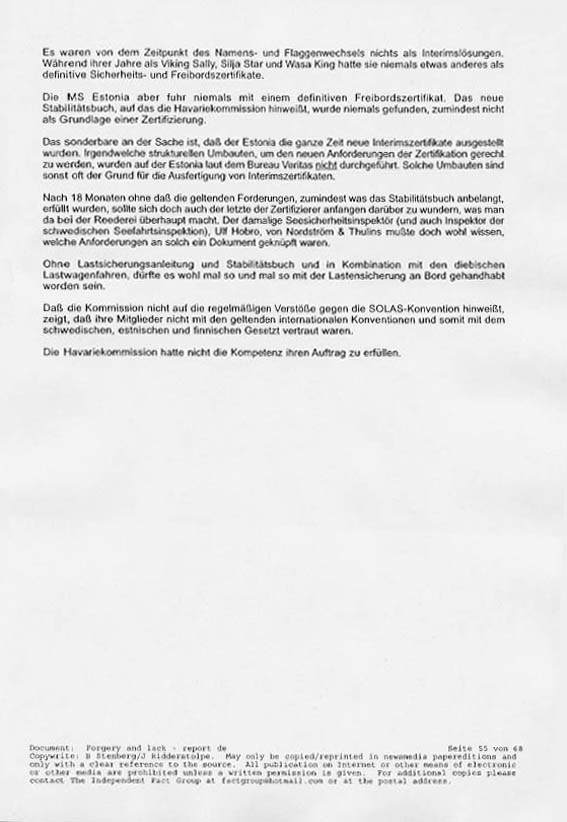 Es waren von dem Zeitpunkt des Namens- und Flaggenwechsels nichts als Interimslösungen.
Während ihrer Jahre als Viking Sally, Silja Star und Wasa King hatte sie niemals etwas anderes als
definitive Sicherheits- und Freibordszertifikate.
Die MS Estonia aber fuhr niemals mit einem definitiven Freibordszertifikat. Das neue
Stabilitätsbuch, auf das die Havariekommission hinweißt, wurde niemals gefunden, zumindest nicht
als Grundlage einer Zertifizierung.
Das sonderbare an der Sache ist, daß der Estonia die ganze Zeit neue Interimszertifikate ausgestellt
wurden. Irgendwelche strukturellen Umbauten, um den neuen Anforderungen der Zertifikation gerecht
zu werden, wurden auf der Estonia laut dem Bureau Veritas nicht durchgeführt. Solche Umbauten sind
sonst oft der Grund für die Ausfertigung von Interimszertifikaten.
Nach 18 Monaten ohne daß die geltenden Forderungen, zumindest was das Stabilitätsbuch anbelangt,
erfüllt wurden, sollte sich doch auch der letzte der Zertifizierer anfangen darüber zu wundern, was man
da bei der Reederei überhaupt macht. Der damalige Seesicherheitsinspektör (und auch Inspektor der
schwedischen Seefahrtsinspektion), Ulf Hobro, von Nordström & Thulins mußte doch wohl wissen,
welche Anforderungen an solch ein Dokument geknüpft waren.
Ohne Lastsicherungsanleitung und Stabilitätsbuch und in Kombination mit den diebischen
Lastwagenfahren, dürfte es wohl mal so und mal so mit der Lastensicherung an Bord gehandhabt
worden sein.
Daß die Kommission nicht auf die regelmäßigen Verstöße gegen die SOLAS-Konvention hinweißt,
zeigt, daß ihre Mitglieder nicht mit den geltenden internationalen Konventionen und somit mit dem
schwedischen, estnischen und finnischen Gesetzt vertraut waren.
Die Havariekommission hatte nicht die Kompetenz ihren Auftrag zu erfüllen.
Document: Forgery and lack - report de Seite 55 von 68
Copywrite: B Stenberg/J Ridderstolpe. May only be copied/reprinted in newsmedia papereditions and
only with a clear reference to the source. All publication on Internet or other means of electronic
or other media are prohibited unless a written permission is given. For additional copies please
contact The Independent Fact Group at factgroup@hotmail.com or at the postal address.